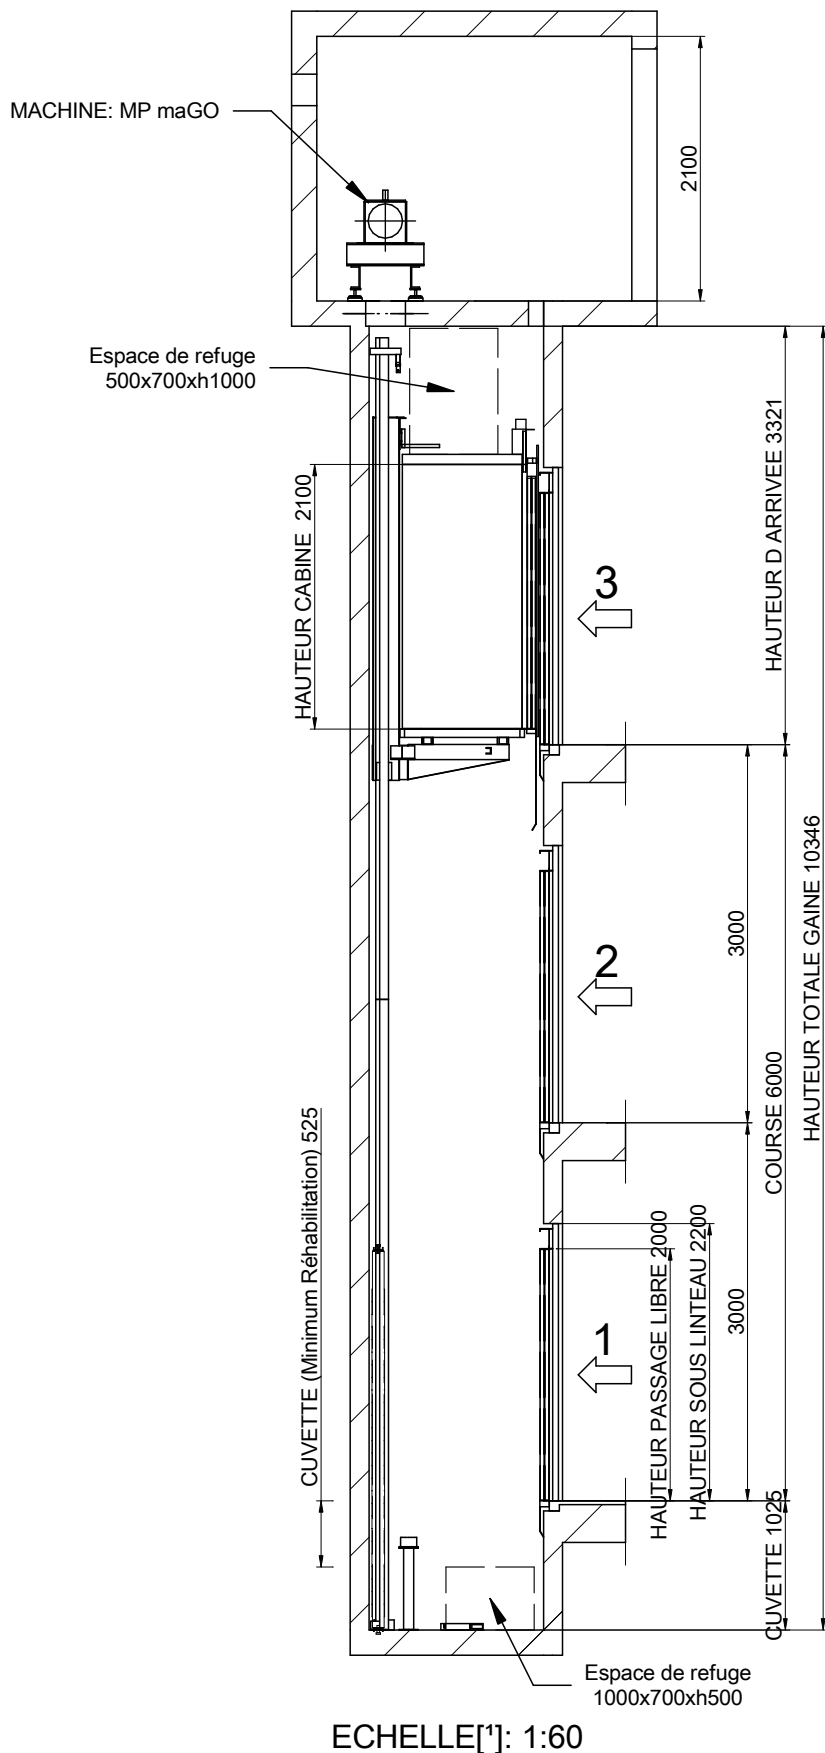 MACHINE: MP maGO
2100
Espace de refuge
500x700xh1000
HAUTEUR CABINE 2100
HAUTEUR D ARRIVEE 3321
3
2
3000
COURSE 6000
HAUTEUR TOTALE GAINE 10346
CUVETTE (Minimum Réhabilitation) 525
1
HAUTEUR PASSAGE LIBRE 2000
HAUTEUR SOUS LINTEAU 2200
3000
CUVETTE 1025
Espace de refuge
1000x700xh500
ECHELLE[¹]: 1:60